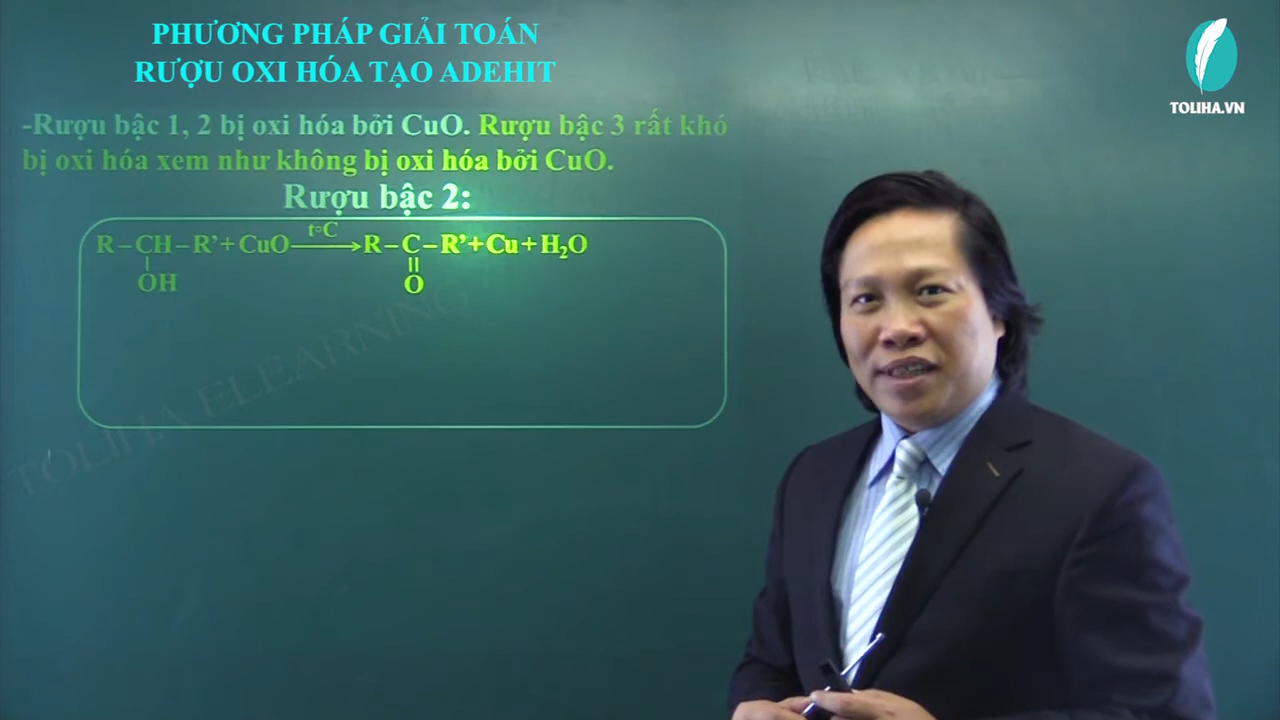 PHƯƠNG PHÁP GIẢI TOÁN
RƯỢU OXI HÓA TẠO ADEHIT
TOLIHA.VN
-Rượu bậc 1, 2 bị oxi hóa bởi CuO. Rượu bậc 3 rất khó
bị oxi hóa xem như không bị oxi hóa bởi CuO.
Rượu bậc 2:
t°C
R–CH–R'+CuO⟶R–C–R'+Cu+H₂O
OH O
TOLIHA ELEARNING